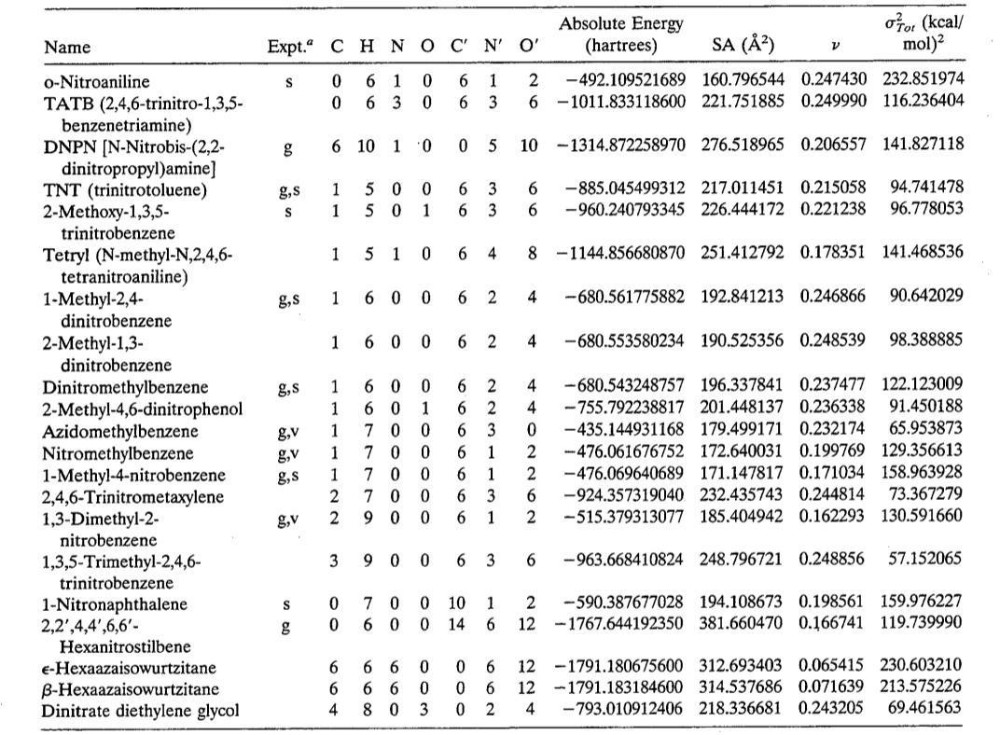 Absolute Energy σ²Tot (kcal/
Name Expt.ᵃ C H N O C′ N′ O′ (hartrees) SA (Å²) ν mol)²
o-Nitroaniline s 0 6 1 0 6 1 2 −492.109521689 160.796544 0.247430 232.851974
TATB (2,4,6-trinitro-1,3,5- 0 6 3 0 6 3 6 −1011.833118600 221.751885 0.249990 116.236404
benzenetriamine)
DNPN [N-Nitrobis-(2,2- g 6 10 1 0 0 5 10 −1314.872258970 276.518965 0.206557 141.827118
dinitropropyl)amine]
TNT (trinitrotoluene) g,s 1 5 0 0 6 3 6 −885.045499312 217.011451 0.215058 94.741478
2-Methoxy-1,3,5- s 1 5 0 1 6 3 6 −960.240793345 226.444172 0.221238 96.778053
trinitrobenzene
Tetryl (N-methyl-N,2,4,6- 1 5 1 0 6 4 8 −1144.856680870 251.412792 0.178351 141.468536
tetranitroaniline)
1-Methyl-2,4- g,s 1 6 0 0 6 2 4 −680.561775882 192.841213 0.246866 90.642029
dinitrobenzene
2-Methyl-1,3- 1 6 0 0 6 2 4 −680.553580234 190.525356 0.248539 98.388885
dinitrobenzene
Dinitromethylbenzene g,s 1 6 0 0 6 2 4 −680.543248757 196.337841 0.237477 122.123009
2-Methyl-4,6-dinitrophenol 1 6 0 1 6 2 4 −755.792238817 201.448137 0.236338 91.450188
Azidomethylbenzene g,v 1 7 0 0 6 3 0 −435.144931168 179.499171 0.232174 65.953873
Nitromethylbenzene g,v 1 7 0 0 6 1 2 −476.061676752 172.640031 0.199769 129.356613
1-Methyl-4-nitrobenzene g,s 1 7 0 0 6 1 2 −476.069640689 171.147817 0.171034 158.963928
2,4,6-Trinitrometaxylene 2 7 0 0 6 3 6 −924.357319040 232.435743 0.244814 73.367279
1,3-Dimethyl-2- g,v 2 9 0 0 6 1 2 −515.379313077 185.404942 0.162293 130.591660
nitrobenzene
1,3,5-Trimethyl-2,4,6- 3 9 0 0 6 3 6 −963.668410824 248.796721 0.248856 57.152065
trinitrobenzene
1-Nitronaphthalene s 0 7 0 0 10 1 2 −590.387677028 194.108673 0.198561 159.976227
2,2′,4,4′,6,6′- g 0 6 0 0 14 6 12 −1767.644192350 381.660470 0.166741 119.739990
Hexanitrostilbene
ϵ-Hexaazaisowurtzitane 6 6 6 0 0 6 12 −1791.180675600 312.693403 0.065415 230.603210
β-Hexaazaisowurtzitane 6 6 6 0 0 6 12 −1791.183184600 314.537686 0.071639 213.575226
Dinitrate diethylene glycol 4 8 0 3 0 2 4 −793.010912406 218.336681 0.243205 69.461563